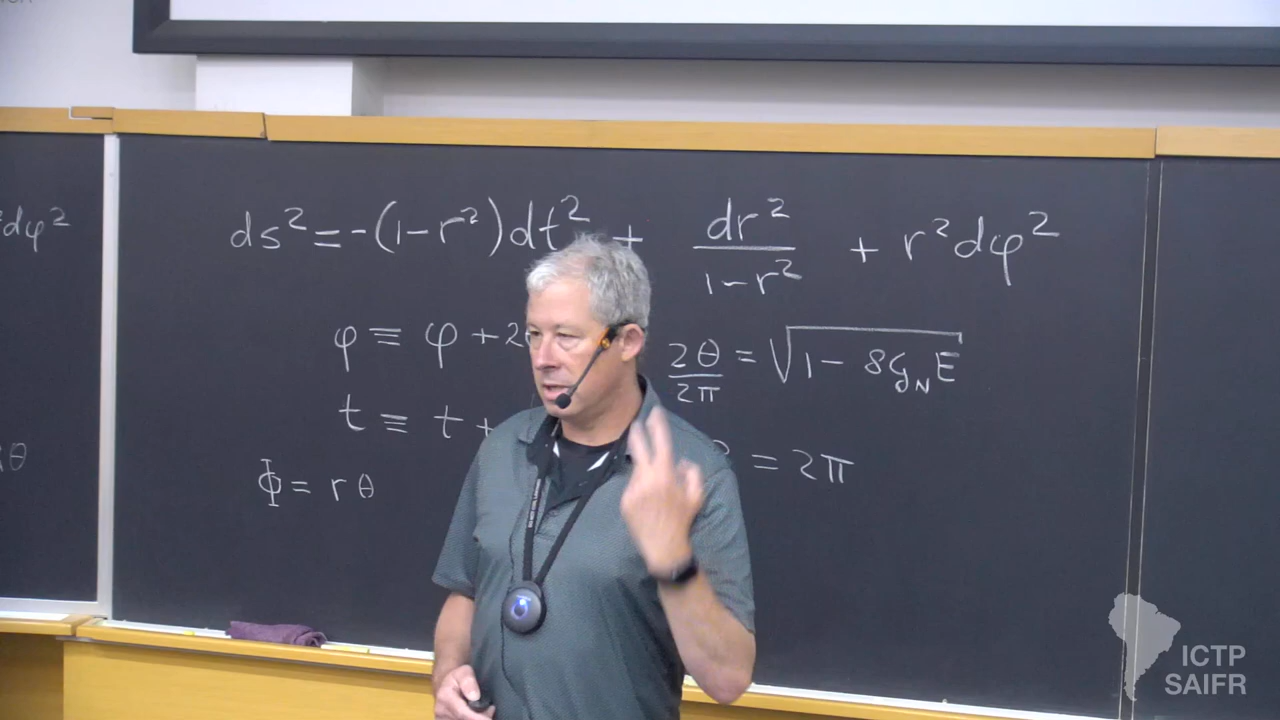 dφ²
ds² = -(1-r²)dt² + dr²/(1-r²) + r²dφ²
φ ≡ φ + 2
2θ/2π = √(1 - 8G_N E)
t ≡ t +
= 2π
θ
Φ = rθ
ICTP
SAIFR